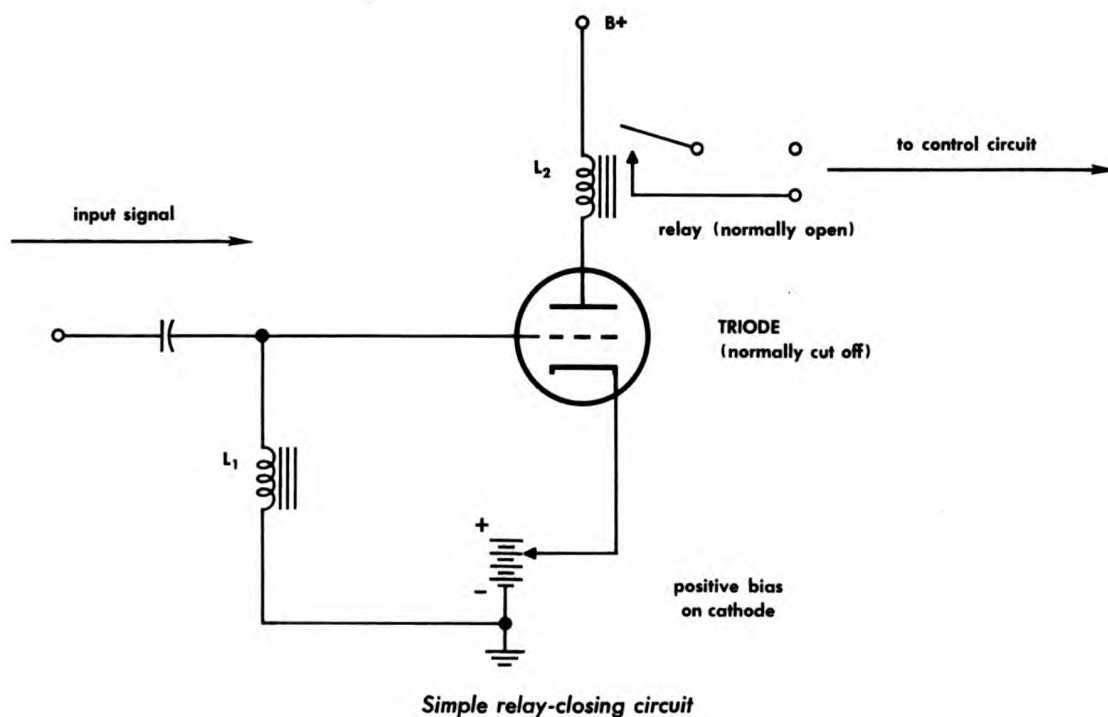 B+
L₂
to control circuit
input signal
relay (normally open)
TRIODE
(normally cut off)
L₁
+
-
positive bias
on cathode
Simple relay-closing circuit